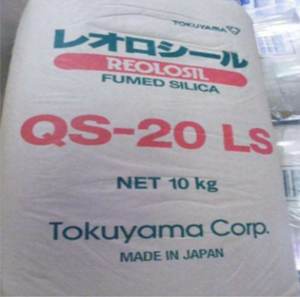 TOKUYAMA
レオロシール
REOLOSIL
FUMED SILICA
QS-20 LS
NET 10 kg
Tokuyama Corp.
MADE IN JAPAN